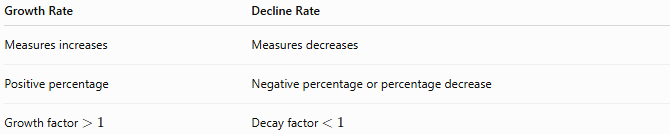 Growth Rate Decline Rate
Measures increases Measures decreases
Positive percentage Negative percentage or percentage decrease
Growth factor > 1 Decay factor < 1